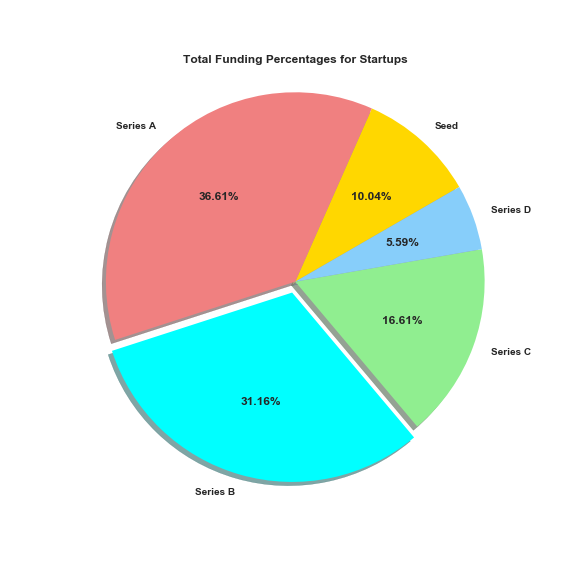 Total Funding Percentages for Startups
Series A
Seed
36.61%
10.04%
Series D
5.59%
16.61%
Series C
31.16%
Series B